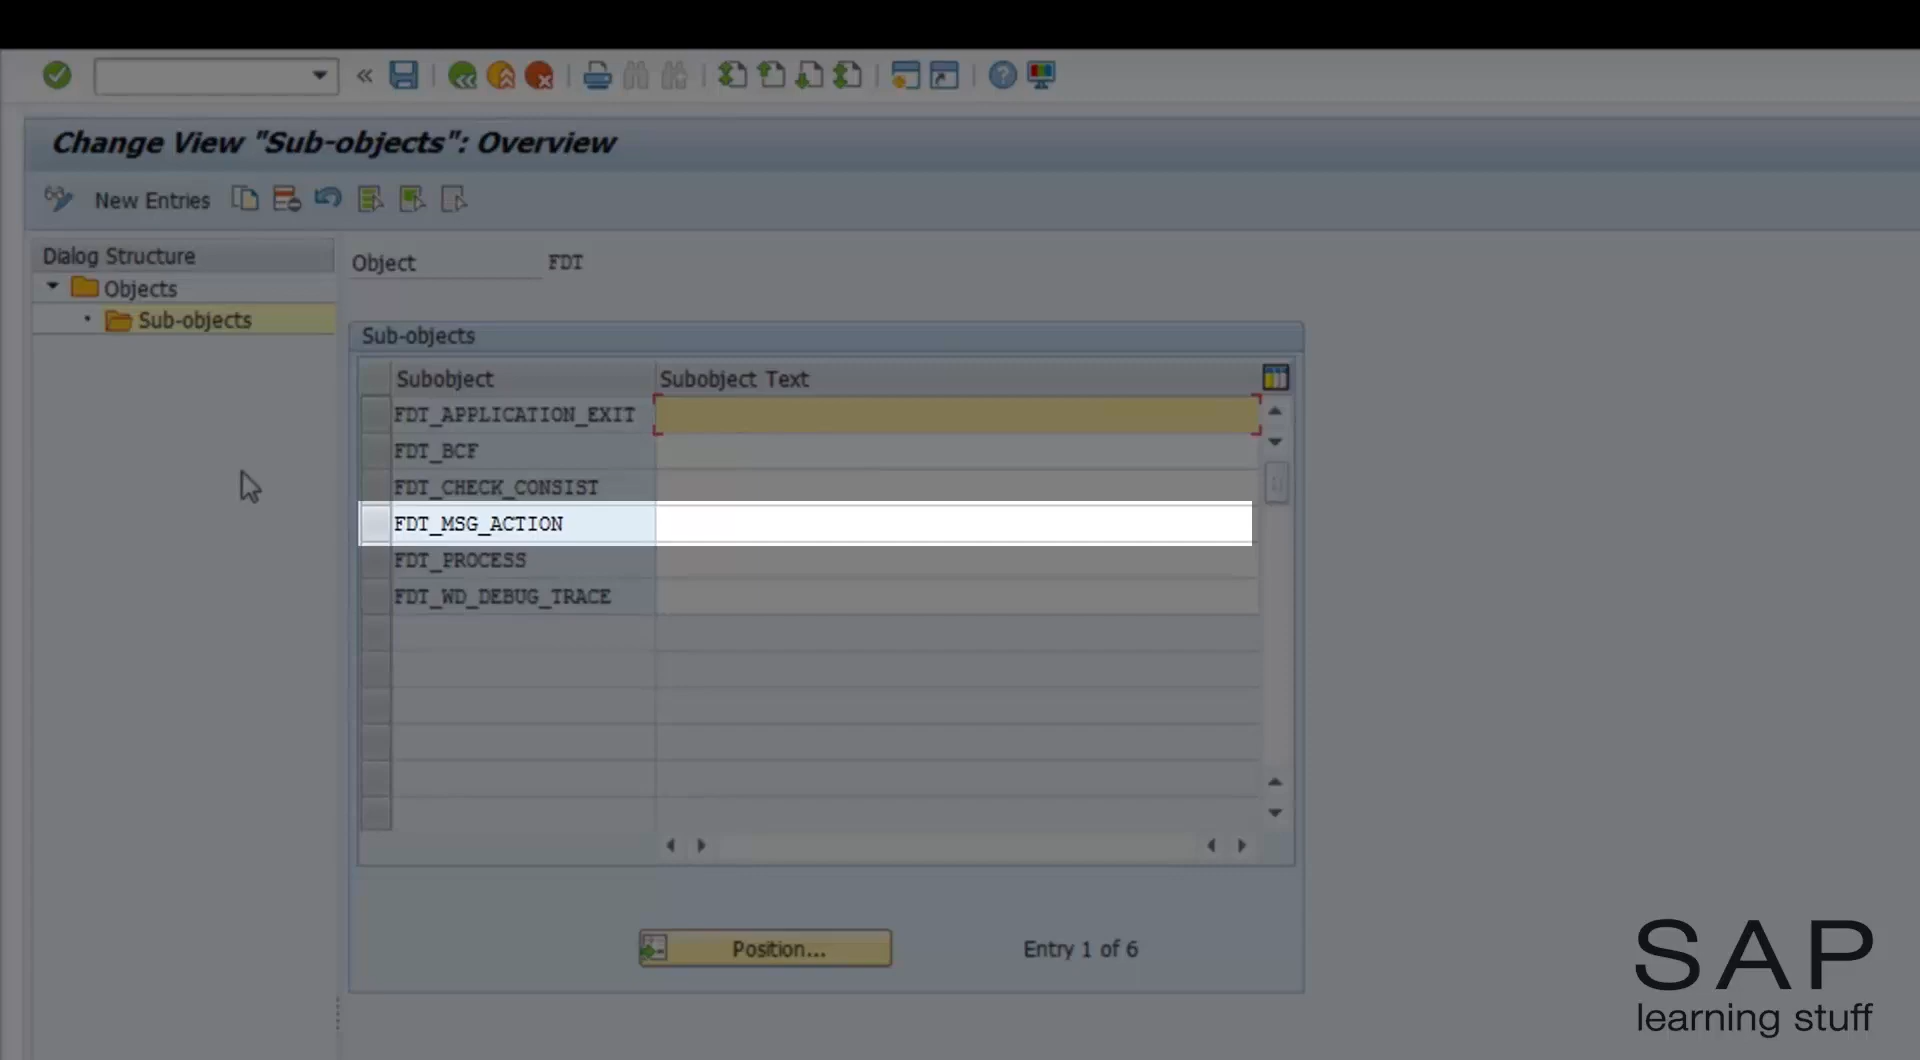 Change View "Sub-objects": Overview
New Entries
Dialog Structure
Objects
Sub-objects
Object FDT
Sub-objects
Subobject Subobject Text
FDT_APPLICATION_EXIT
FDT_BCF
FDT_CHECK_CONSIST
FDT_MSG_ACTION
FDT_PROCESS
FDT_WD_DEBUG_TRACE
Position... Entry 1 of 6
SAP
learning stuff